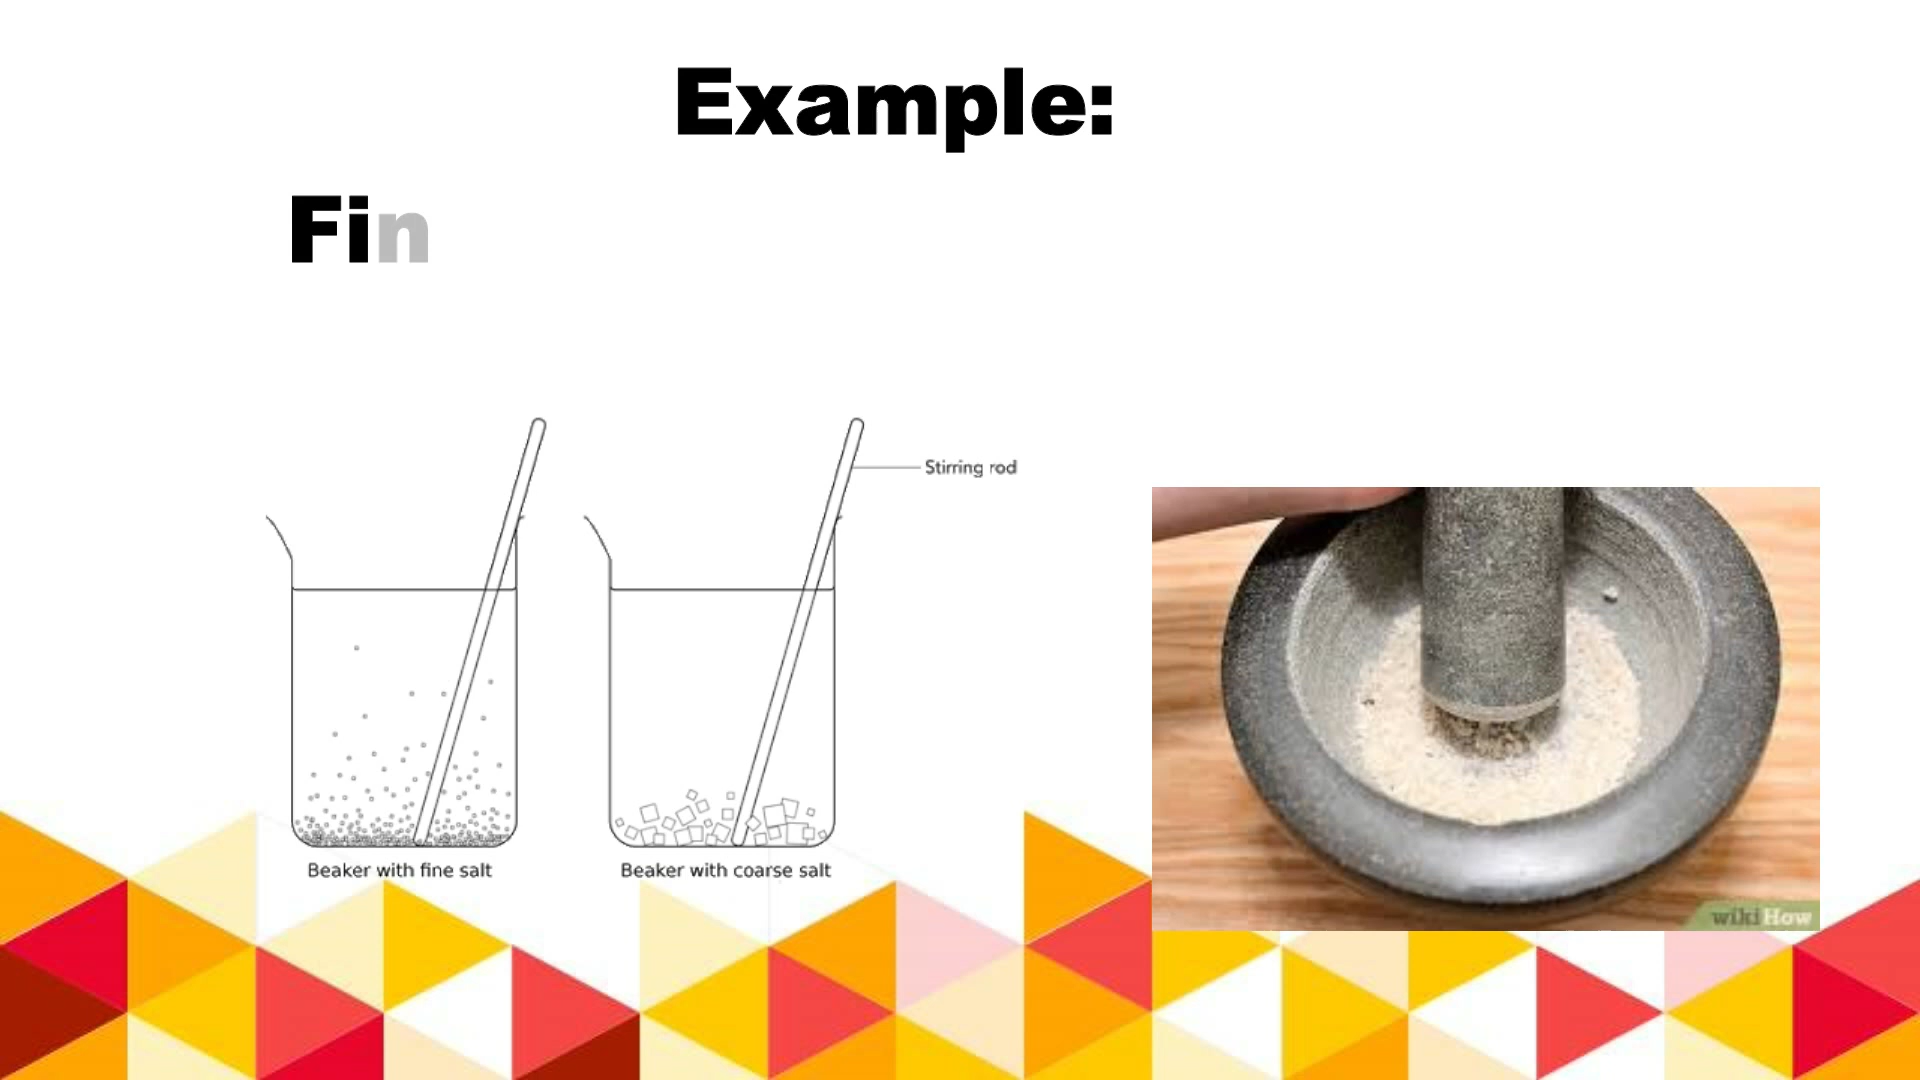 Example:
Fin
Stirring rod
Beaker with fine salt
Beaker with coarse salt
wikiHow